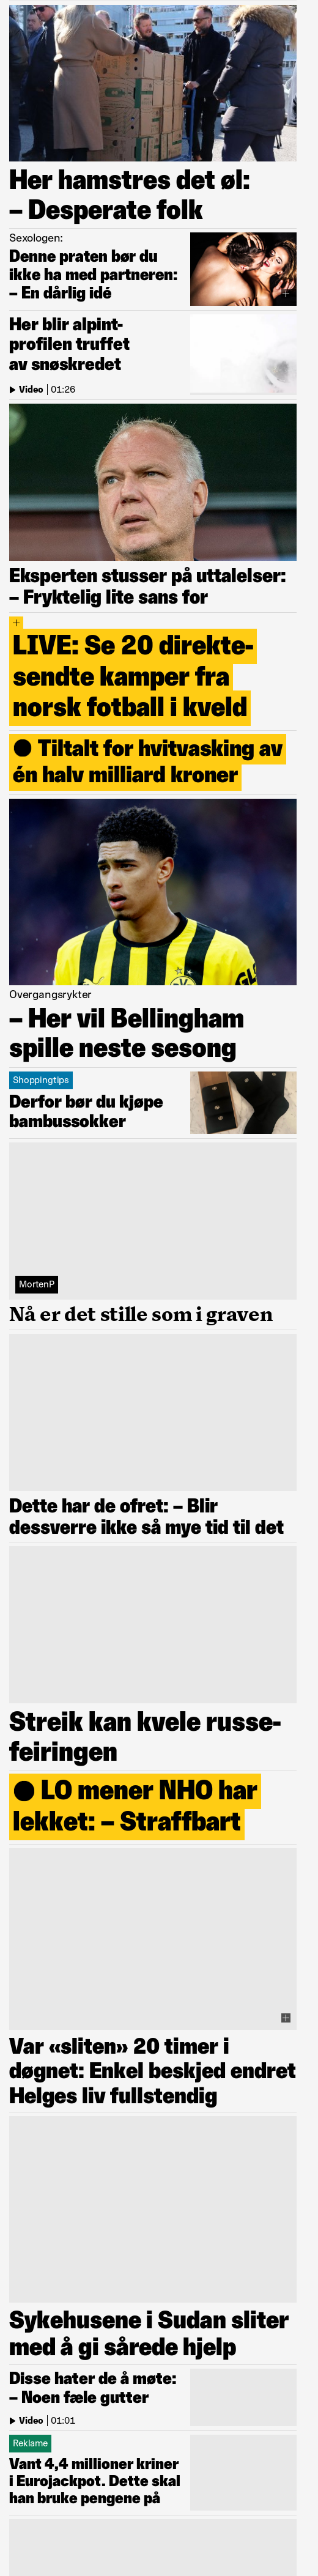 Her hamstres det øl:
– Desperate folk
Sexologen:
Denne praten bør du
ikke ha med partneren:
– En dårlig idé
Her blir alpint-
profilen truffet
av snøskredet
Video | 01:26
Eksperten stusser på uttalelser:
– Fryktelig lite sans for
+
LIVE: Se 20 direkte-
sendte kamper fra
norsk fotball i kveld
● Tiltalt for hvitvasking av
én halv milliard kroner
Overgangsrykter
– Her vil Bellingham
spille neste sesong
Shoppingtips
Derfor bør du kjøpe
bambussokker
MortenP
Nå er det stille som i graven
Dette har de ofret: – Blir
dessverre ikke så mye tid til det
Streik kan kvele russe-
feiringen
● LO mener NHO har
lekket: – Straffbart
Var «sliten» 20 timer i
døgnet: Enkel beskjed endret
Helges liv fullstendig
Sykehusene i Sudan sliter
med å gi sårede hjelp
Disse hater de å møte:
– Noen fæle gutter
Video | 01:01
Reklame
Vant 4,4 millioner kriner
i Eurojackpot. Dette skal
han bruke pengene på